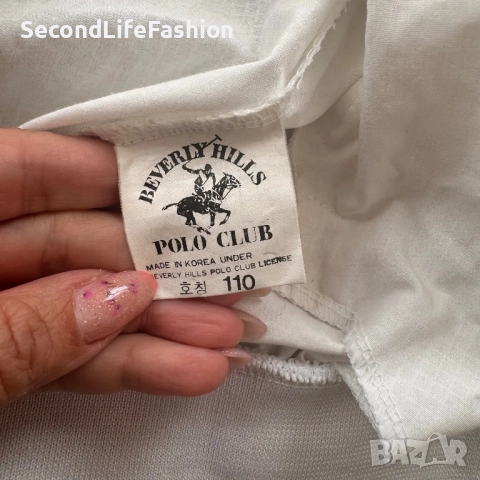 SecondLifeFashion
BEVERLY HILLS
POLO CLUB
MADE IN KOREA UNDER
BEVERLY HILLS POLO CLUB LICENSE
호칭 110
BAZAR